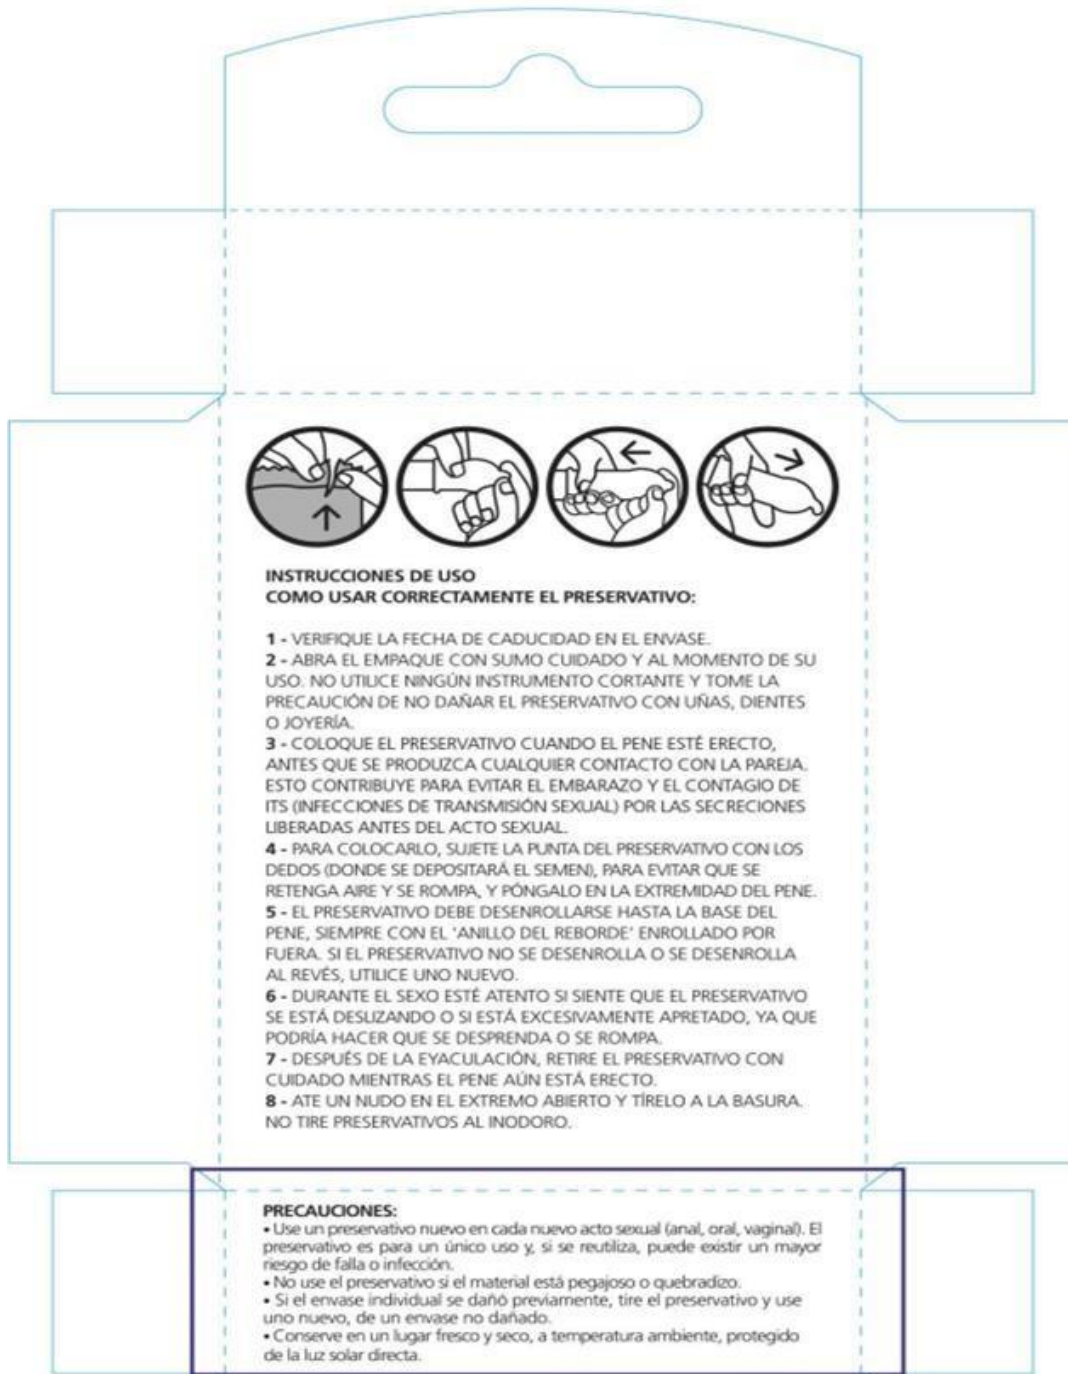 INSTRUCCIONES DE USO
COMO USAR CORRECTAMENTE EL PRESERVATIVO:
1 - VERIFIQUE LA FECHA DE CADUCIDAD EN EL ENVASE.
2 - ABRA EL EMPAQUE CON SUMO CUIDADO Y AL MOMENTO DE SU
USO. NO UTILICE NINGÚN INSTRUMENTO CORTANTE Y TOME LA
PRECAUCIÓN DE NO DAÑAR EL PRESERVATIVO CON UÑAS, DIENTES
O JOYERÍA.
3 - COLOQUE EL PRESERVATIVO CUANDO EL PENE ESTÉ ERECTO,
ANTES QUE SE PRODUZCA CUALQUIER CONTACTO CON LA PAREJA.
ESTO CONTRIBUYE PARA EVITAR EL EMBARAZO Y EL CONTAGIO DE
ITS (INFECCIONES DE TRANSMISIÓN SEXUAL) POR LAS SECRECIONES
LIBERADAS ANTES DEL ACTO SEXUAL.
4 - PARA COLOCARLO, SUJETE LA PUNTA DEL PRESERVATIVO CON LOS
DEDOS (DONDE SE DEPOSITARÁ EL SEMEN), PARA EVITAR QUE SE
RETENGA AIRE Y SE ROMPA, Y PÓNGALO EN LA EXTREMIDAD DEL PENE.
5 - EL PRESERVATIVO DEBE DESENROLLARSE HASTA LA BASE DEL
PENE, SIEMPRE CON EL 'ANILLO DEL REBORDE' ENROLLADO POR
FUERA. SI EL PRESERVATIVO NO SE DESENROLLA O SE DESENROLLA
AL REVÉS, UTILICE UNO NUEVO.
6 - DURANTE EL SEXO ESTÉ ATENTO SI SIENTE QUE EL PRESERVATIVO
SE ESTÁ DESLIZANDO O SI ESTÁ EXCESIVAMENTE APRETADO, YA QUE
PODRÍA HACER QUE SE DESPRENDA O SE ROMPA.
7 - DESPUÉS DE LA EYACULACIÓN, RETIRE EL PRESERVATIVO CON
CUIDADO MIENTRAS EL PENE AÚN ESTÁ ERECTO.
8 - ATE UN NUDO EN EL EXTREMO ABIERTO Y TÍRELO A LA BASURA.
NO TIRE PRESERVATIVOS AL INODORO.
PRECAUCIONES:
• Use un preservativo nuevo en cada nuevo acto sexual (anal, oral, vaginal). El
preservativo es para un único uso y, si se reutiliza, puede existir un mayor
riesgo de falla o infección.
• No use el preservativo si el material está pegajoso o quebradizo.
• Si el envase individual se dañó previamente, tire el preservativo y use
uno nuevo, de un envase no dañado.
• Conserve en un lugar fresco y seco, a temperatura ambiente, protegido
de la luz solar directa.